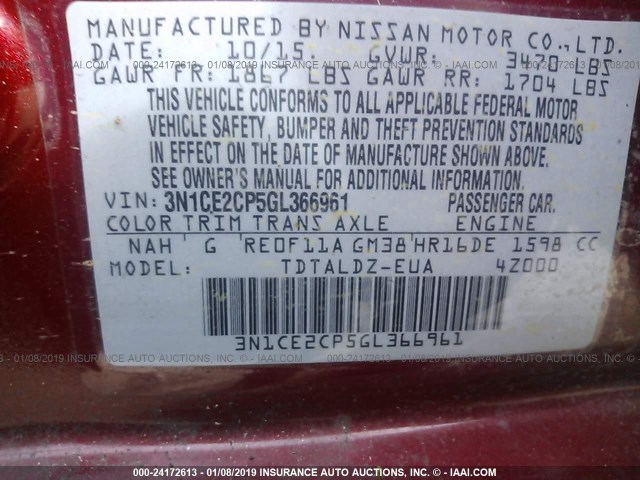 MANUFACTURED BY NISSAN MOTOR CO., LTD.
DATE: 10/15. GVWR: 3470 LBS
GAWR FR: 1867 LBS GAWR RR: 1704 LBS
THIS VEHICLE CONFORMS TO ALL APPLICABLE FEDERAL MOTOR
VEHICLE SAFETY, BUMPER AND THEFT PREVENTION STANDARDS
IN EFFECT ON THE DATE OF MANUFACTURE SHOWN ABOVE.
SEE OWNER'S MANUAL FOR ADDITIONAL INFORMATION.
VIN: 3N1CE2CP5GL366961 PASSENGER CAR.
COLOR TRIM TRANS AXLE ENGINE
NAH G RE0F11A GM38 HR16DE 1598 CC
MODEL: TDTALDZ-EUA 4Z000
3N1CE2CP5GL366961
000-24172613 - 01/08/2019 INSURANCE AUTO AUCTIONS - WWW.IAAI.COM